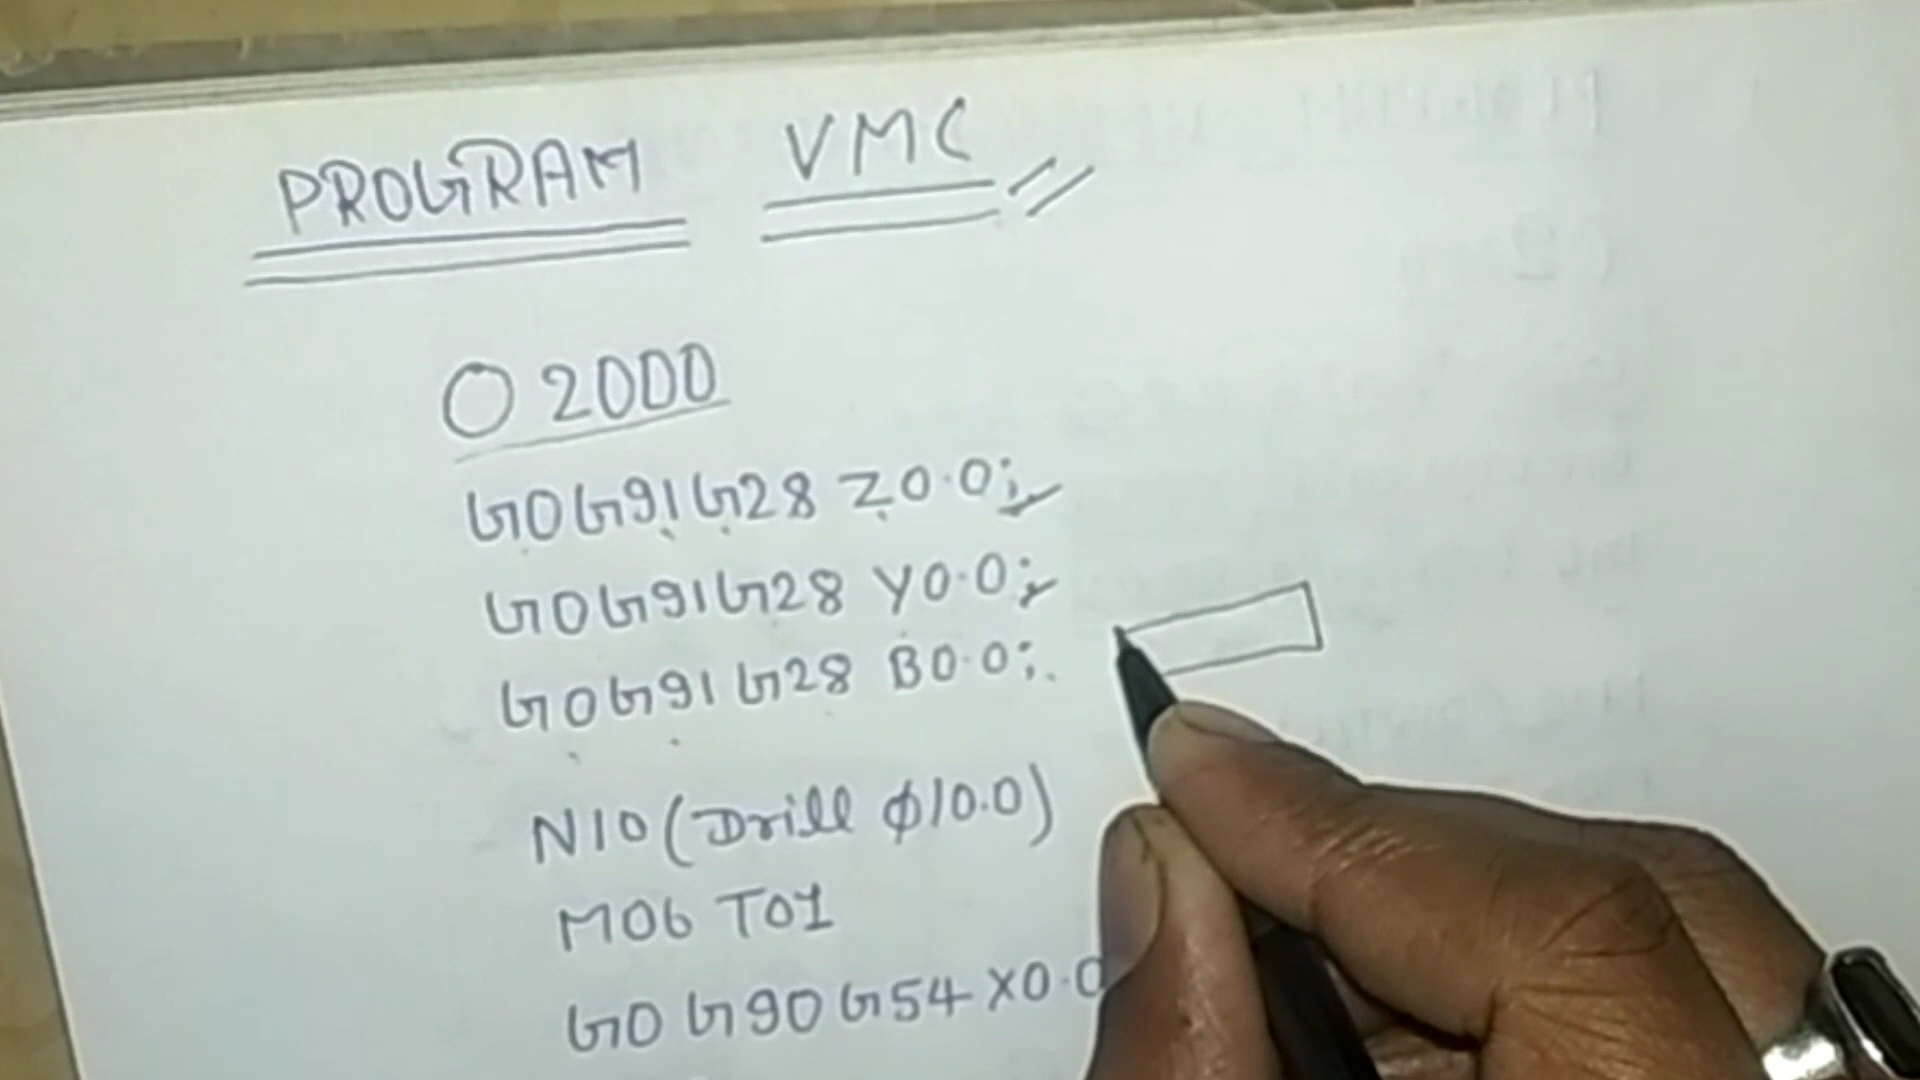 PROGRAM VMC
O2000
G0G91G28 Z0.0;
G0G91G28 Y0.0;
G0G91G28 B0.0;
N10 (Drill ϕ10.0)
M06 T01
G0 G90 G54 X0.0